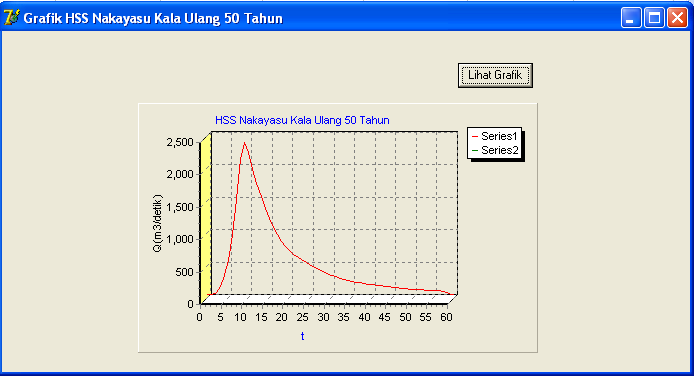 Grafik HSS Nakayasu Kala Ulang 50 Tahun
Lihat Grafik
HSS Nakayasu Kala Ulang 50 Tahun
Series1
Series2
2,500
2,000
1,500
1,000
500
0
Q(m3/detik)
0 5 10 15 20 25 30 35 40 45 50 55 60
t